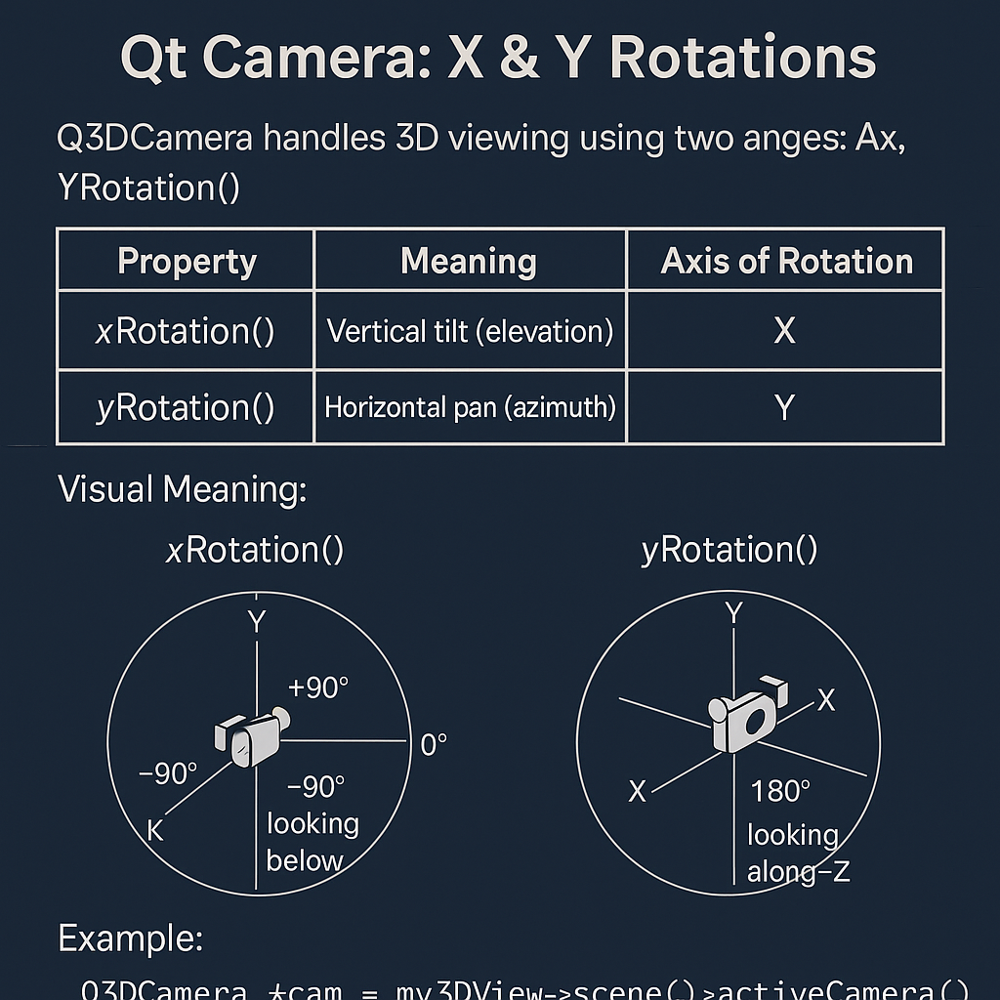 Qt Camera: X & Y Rotations
Q3DCamera handles 3D viewing using two anges: Ax,
YRotation()
Property Meaning Axis of Rotation
xRotation() Vertical tilt (elevation) X
yRotation() Horizontal pan (azimuth) Y
Visual Meaning:
xRotation() yRotation()
Y
+90°
0°
−90°
−90°
looking
below
K
Y
X
X
180°
looking
along−Z
Example:
Q3DCamera *cam = my3DView->scene()>activeCamera()